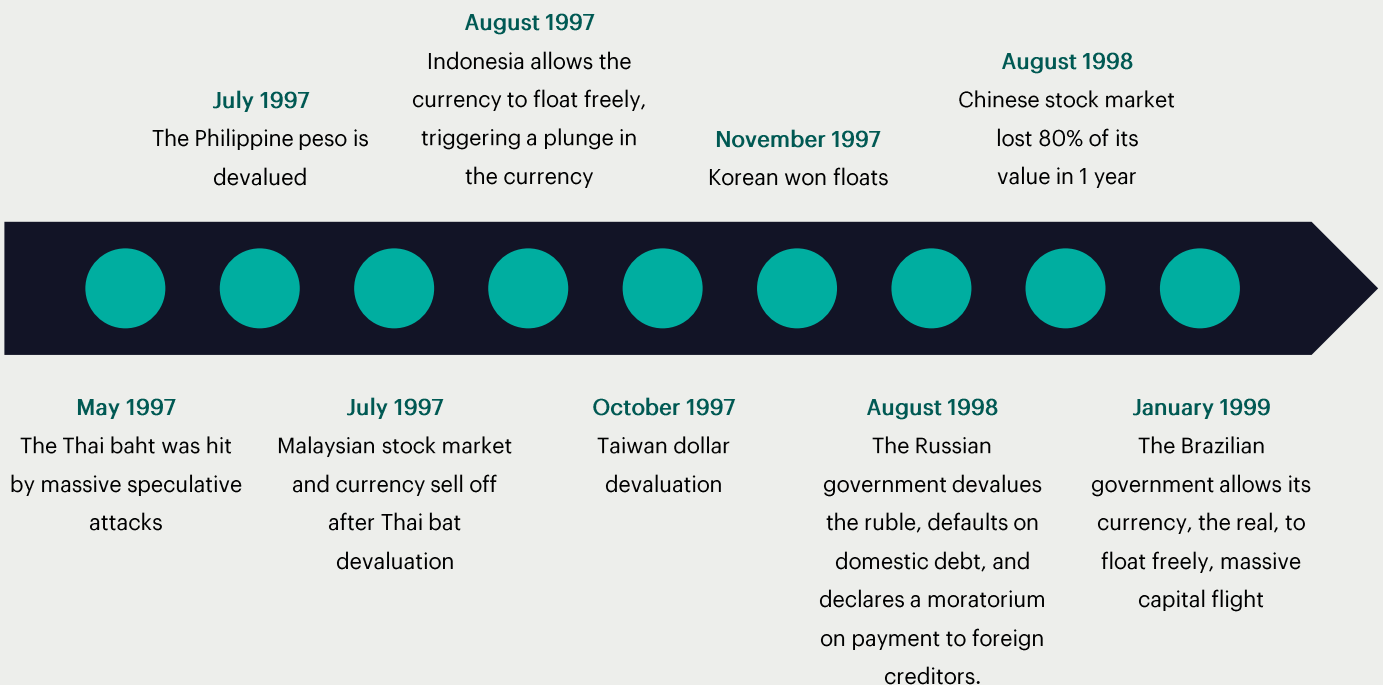 May 1997
The Thai baht was hit
by massive speculative
attacks
July 1997
The Philippine peso is
devalued
July 1997
Malaysian stock market
and currency sell off
after Thai bat
devaluation
August 1997
Indonesia allows the
currency to float freely,
triggering a plunge in
the currency
October 1997
Taiwan dollar
devaluation
November 1997
Korean won floats
August 1998
The Russian
government devalues
the ruble, defaults on
domestic debt, and
declares a moratorium
on payment to foreign
creditors.
August 1998
Chinese stock market
lost 80% of its
value in 1 year
January 1999
The Brazilian
government allows its
currency, the real, to
float freely, massive
capital flight